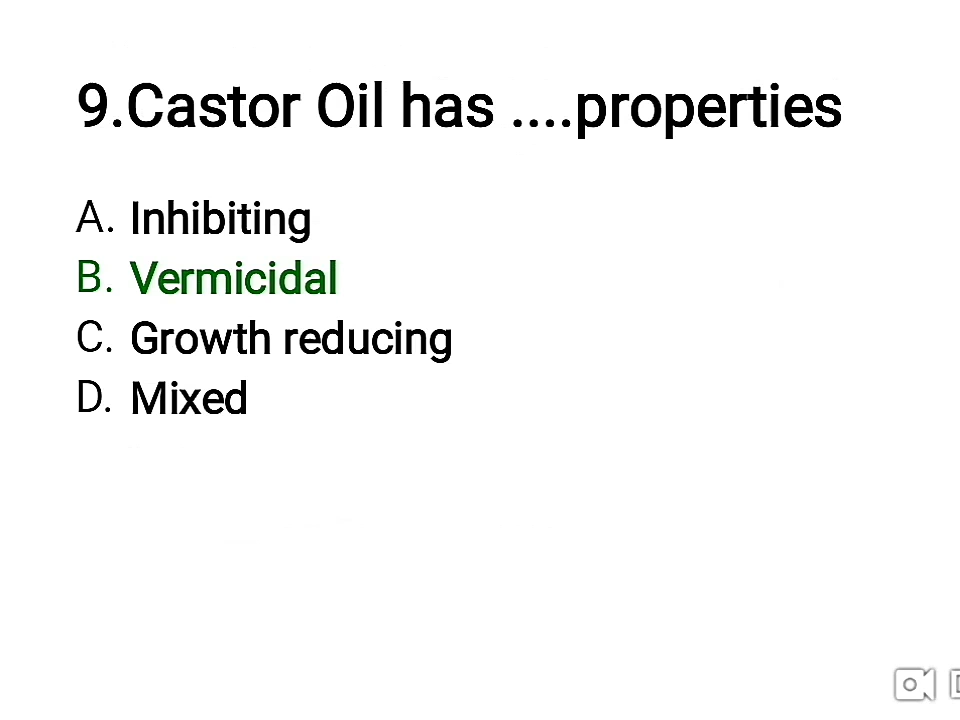 9.Castor Oil has ....properties
A. Inhibiting
B. Vermicidal
C. Growth reducing
D. Mixed